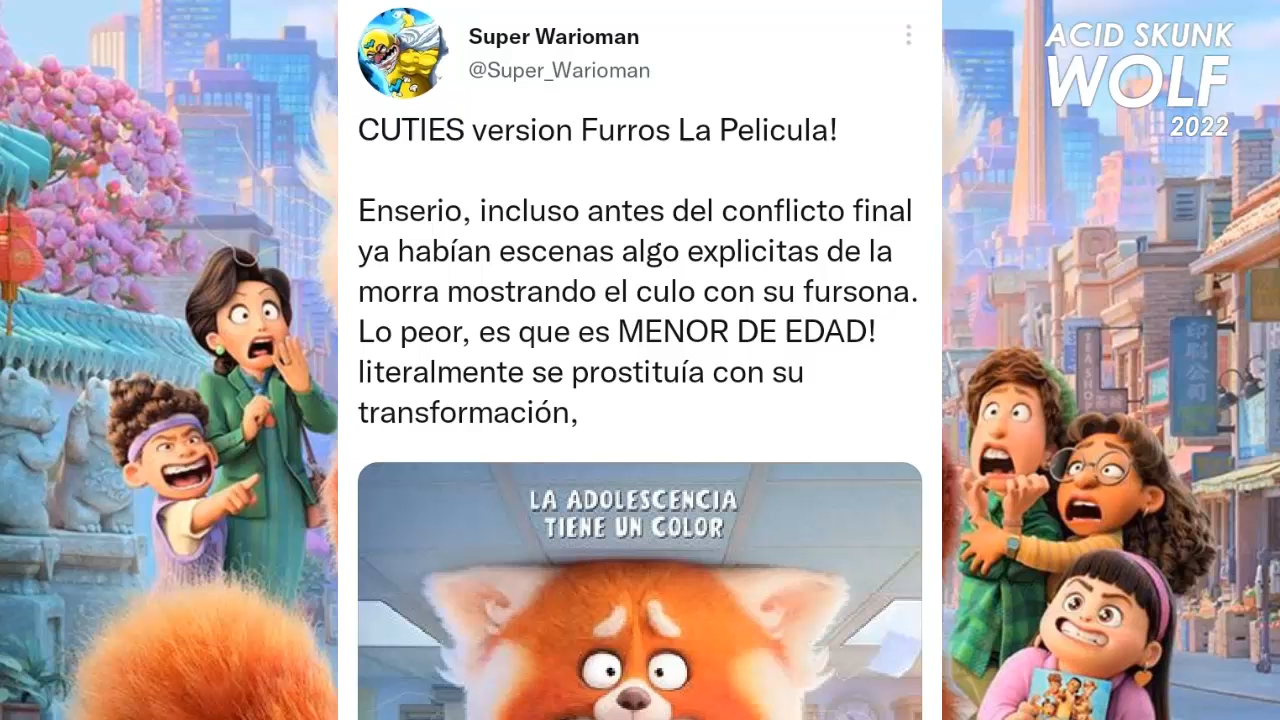 Super Warioman
@Super_Warioman
CUTIES version Furros La Pelicula!
Enserio, incluso antes del conflicto final
ya habían escenas algo explicitas de la
morra mostrando el culo con su fursona.
Lo peor, es que es MENOR DE EDAD!
literalmente se prostituía con su
transformación,
LA ADOLESCENCIA
TIENE UN COLOR
ACID SKUNK
WOLF
2022